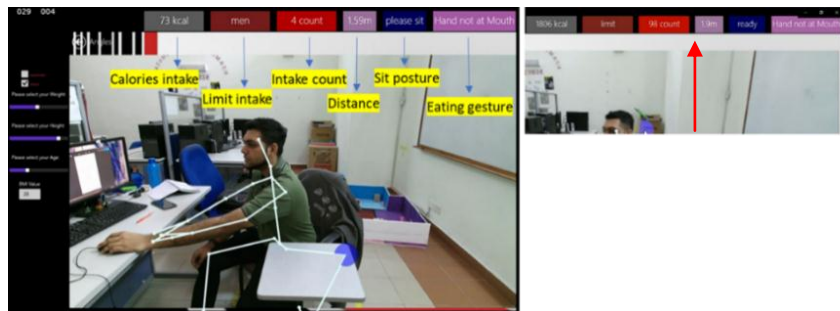 029 004
73 kcal men 4 count 1.59m please sit Hand not at Mouth
Angles
Calories intake
Limit intake
Intake count
Distance
Sit posture
Eating gesture
Please select your Weight
Please select your Height
Please select your Age
BMI Value
1806 kcal limit 98 count 1.9m ready Hand not at Mouth